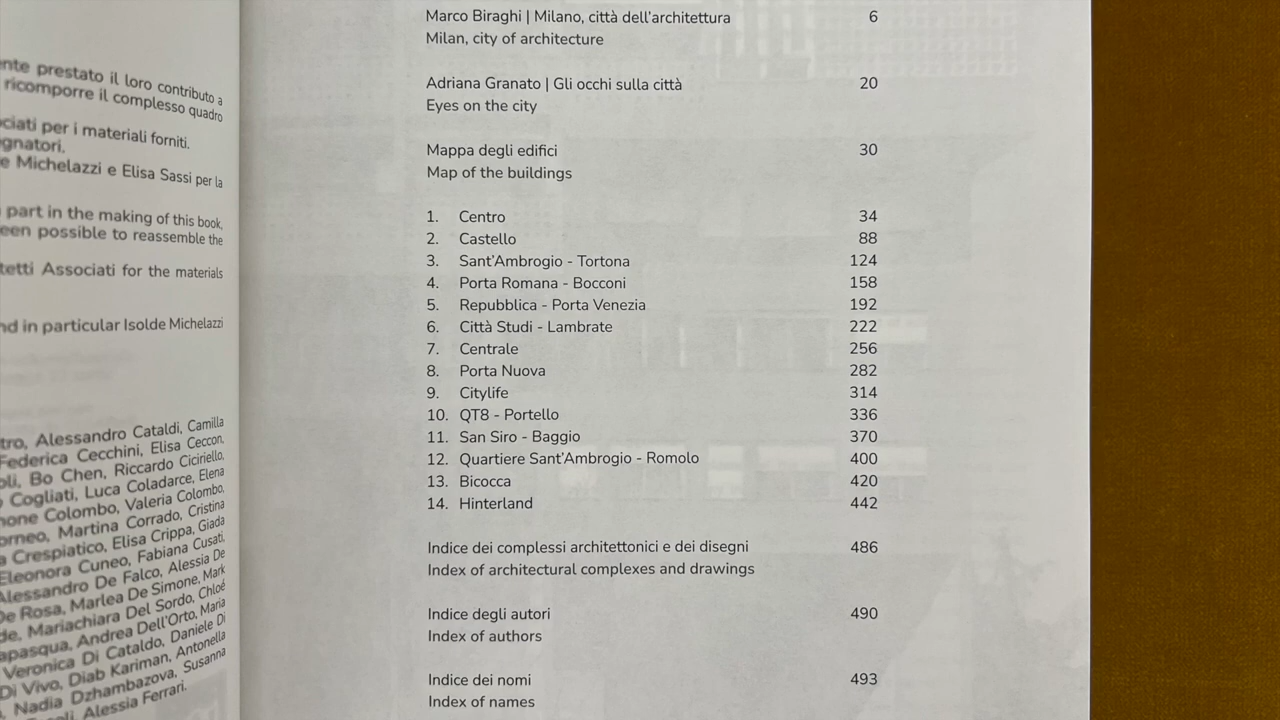 nte prestato il loro contributo a
ricomporre il complesso quadro
ciati per i materiali forniti.
gnatori.
e Michelazzi e Elisa Sassi per la
part in the making of this book,
een possible to reassemble the
tetti Associati for the materials
nd in particular Isolde Michelazzi
tro, Alessandro Cataldi, Camilla
Federica Cecchini, Elisa Ceccon,
oli, Bo Chen, Riccardo Ciciriello,
Cogliati, Luca Coladarce, Elena
mone Colombo, Valeria Colombo,
orneo, Martina Corrado, Cristina
a Crespiatico, Elisa Crippa, Giada
Eleonora Cuneo, Fabiana Cusati,
Alessandro De Falco, Alessia De
De Rosa, Marlea De Simone, Mark
de, Mariachiara Del Sordo, Chloé
apasqua, Andrea Dell'Orto, Maria
Veronica Di Cataldo, Daniele Di
Di Vivo, Diab Kariman, Antonella
Nadia Dzhambazova, Susanna
Alessia Ferrari.
Marco Biraghi | Milano, città dell'architettura 6
Milan, city of architecture
Adriana Granato | Gli occhi sulla città 20
Eyes on the city
Mappa degli edifici 30
Map of the buildings
1. Centro 34
2. Castello 88
3. Sant'Ambrogio - Tortona 124
4. Porta Romana - Bocconi 158
5. Repubblica - Porta Venezia 192
6. Città Studi - Lambrate 222
7. Centrale 256
8. Porta Nuova 282
9. Citylife 314
10. QT8 - Portello 336
11. San Siro - Baggio 370
12. Quartiere Sant'Ambrogio - Romolo 400
13. Bicocca 420
14. Hinterland 442
Indice dei complessi architettonici e dei disegni 486
Index of architectural complexes and drawings
Indice degli autori 490
Index of authors
Indice dei nomi 493
Index of names